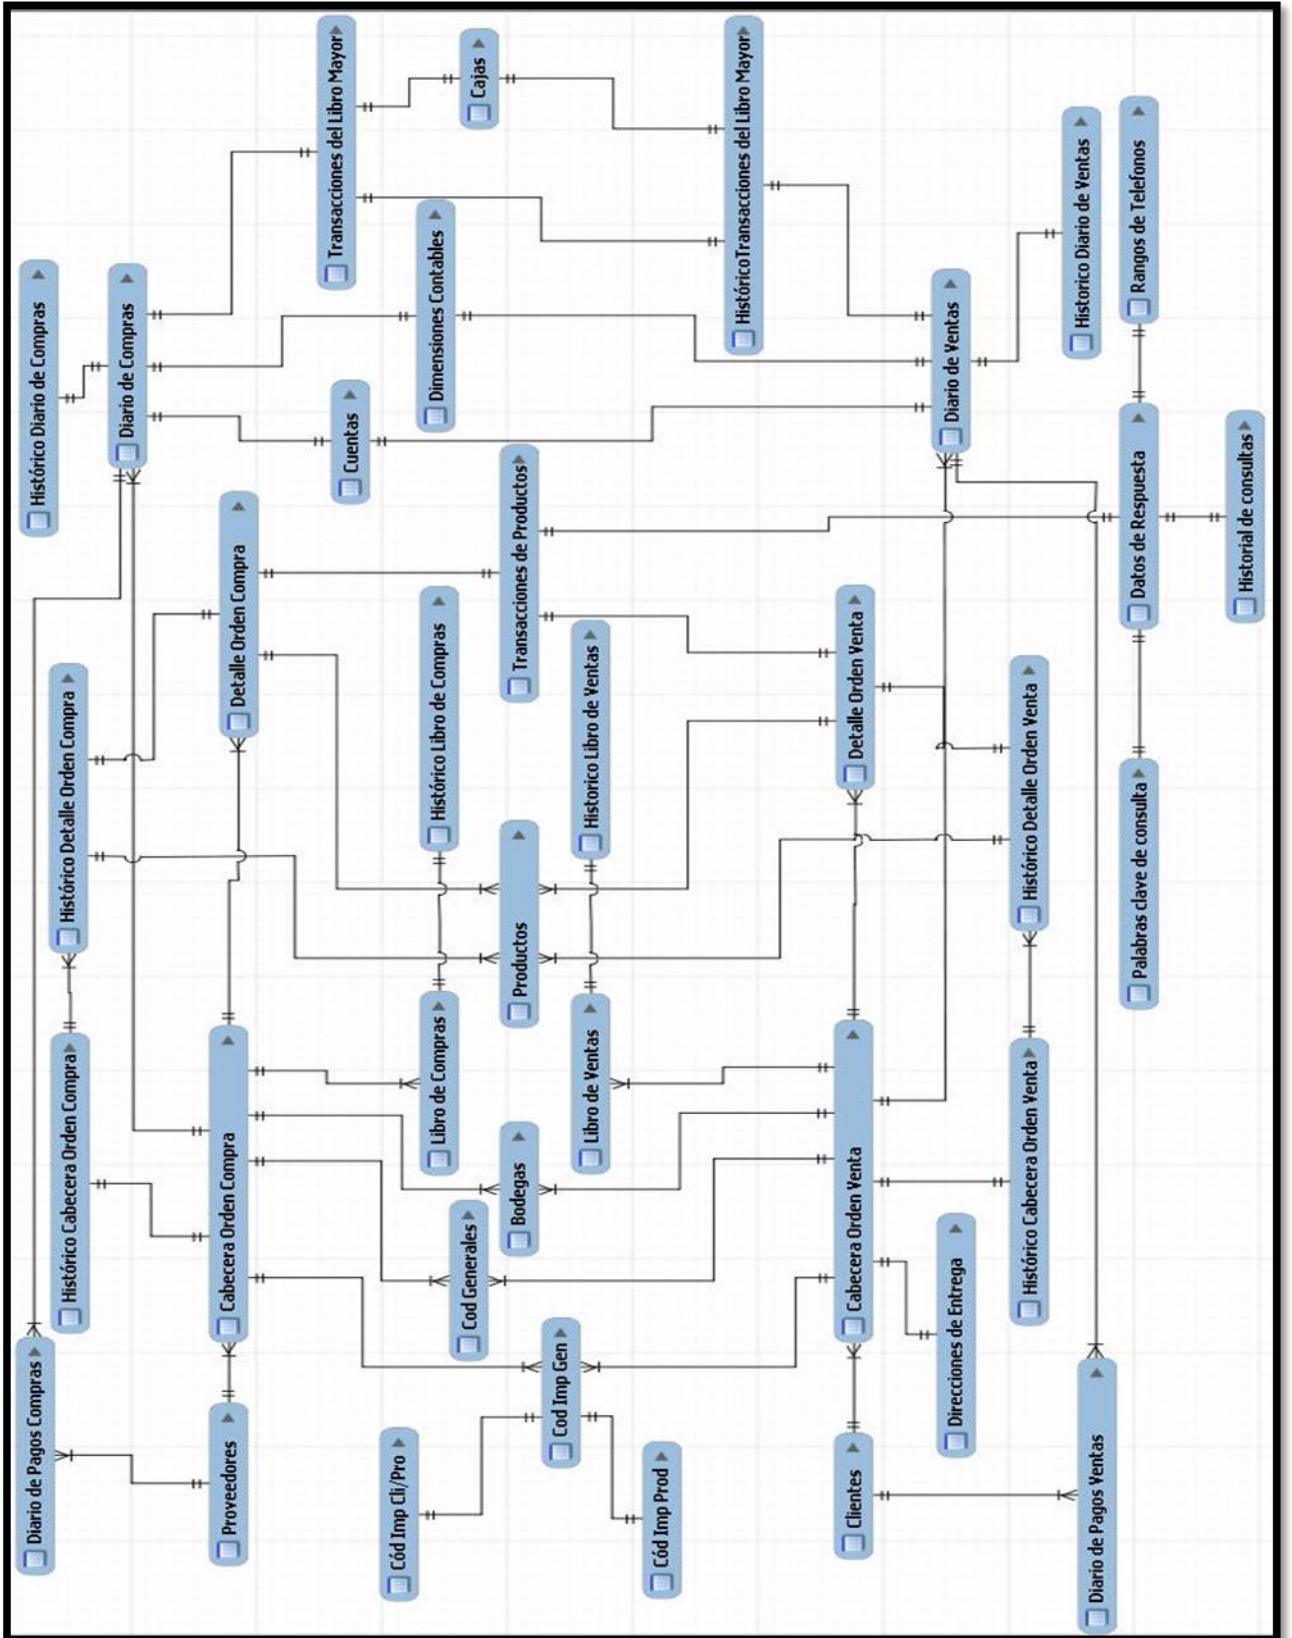 Diario de Pagos Compras
Proveedores
Cód Imp Cli/Pro
Cod Imp Gen
Cód Imp Prod
Clientes
Diario de Pagos Ventas
Histórico Cabecera Orden Compra
Cabecera Orden Compra
Cod Generales
Bodegas
Libro de Compras
Libro de Ventas
Cabecera Orden Venta
Direcciones de Entrega
Histórico Cabecera Orden Venta
Histórico Detalle Orden Compra
Detalle Orden Compra
Histórico Libro de Compras
Productos
Historico Libro de Ventas
Transacciones de Productos
Detalle Orden Venta
Histórico Detalle Orden Venta
Palabras clave de consulta
Histórico Diario de Compras
Diario de Compras
Cuentas
Dimensiones Contables
Transacciones del Libro Mayor
Cajas
HistóricoTransacciones del Libro Mayor
Diario de Ventas
Historico Diario de Ventas
Datos de Respuesta
Rangos de Telefonos
Historial de consultas